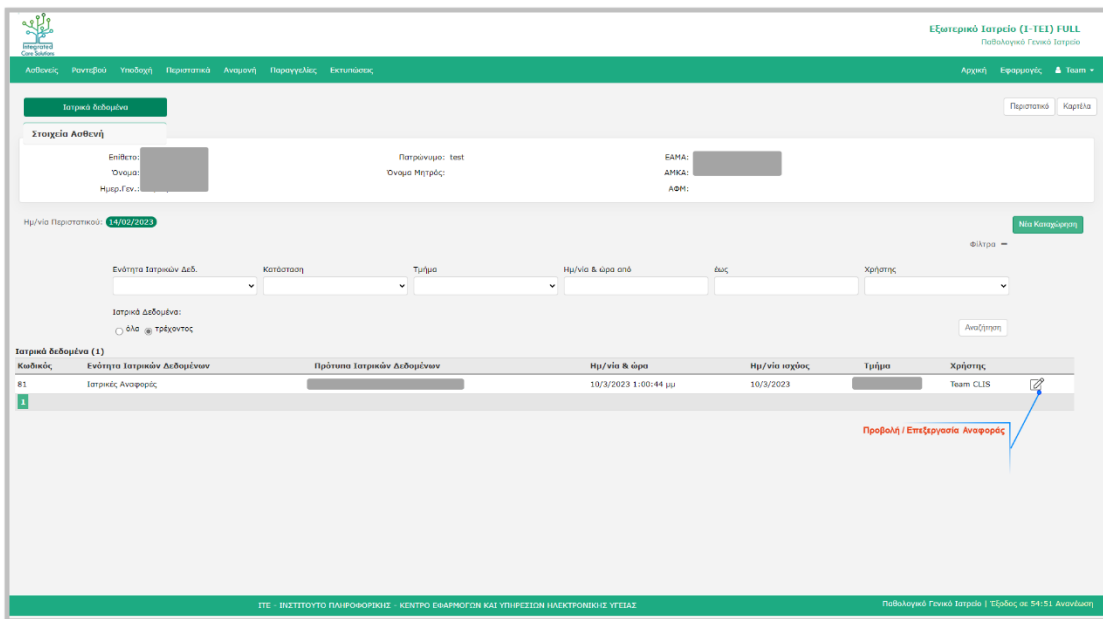 Integrated
Care Solutions
Εξωτερικό Ιατρείο (Ι-ΤΕΙ) FULL
Παθολογικό Γενικό Ιατρείο
Ασθενείς Ραντεβού Υποδοχή Περιστατικά Αναμονή Παραγγελίες Εκτυπώσεις Αρχική Εφαρμογές Team
Ιατρικά δεδομένα Περιστατικό Καρτέλα
Στοιχεία Ασθενή
Επίθετο: Πατρώνυμο: test ΕΑΜΑ:
Όνομα: Όνομα Μητρός: ΑΜΚΑ:
Ημερ.Γεν.: ΑΦΜ:
Ημ/νία Περιστατικού: 14/02/2023 Νέα Καταχώρηση
Φίλτρα
Ενότητα Ιατρικών Δεδ. Κατάσταση Τμήμα Ημ/νία & ώρα από έως Χρήστης
Ιατρικά Δεδομένα:
όλα τρέχοντος Αναζήτηση
Ιατρικά δεδομένα (1)
Κωδικός Ενότητα Ιατρικών Δεδομένων Πρότυπο Ιατρικών Δεδομένων Ημ/νία & ώρα Ημ/νία ισχύος Τμήμα Χρήστης
81 Ιατρικές Αναφορές 10/3/2023 1:00:44 μμ 10/3/2023 Team CLIS
1
Προβολή / Επεξεργασία Αναφοράς
ΙΤΕ - ΙΝΣΤΙΤΟΥΤΟ ΠΛΗΡΟΦΟΡΙΚΗΣ - ΚΕΝΤΡΟ ΕΦΑΡΜΟΓΩΝ ΚΑΙ ΥΠΗΡΕΣΙΩΝ ΗΛΕΚΤΡΟΝΙΚΗΣ ΥΓΕΙΑΣ Παθολογικό Γενικό Ιατρείο | Έξοδος σε 54:51 Ανανέωση